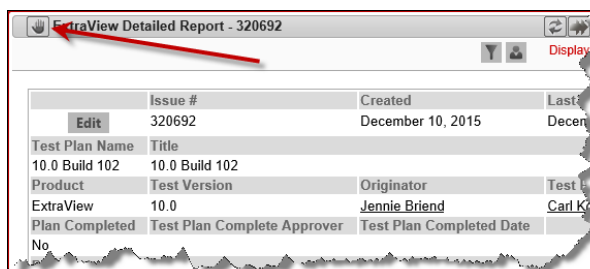 ExtraView Detailed Report - 320692
Display
Issue # Created Last
Edit 320692 December 10, 2015 Decem
Test Plan Name Title
10.0 Build 102 10.0 Build 102
Product Test Version Originator Test
ExtraView 10.0 Jennie Briend Carl
Plan Completed Test Plan Complete Approver Test Plan Completed Date
No